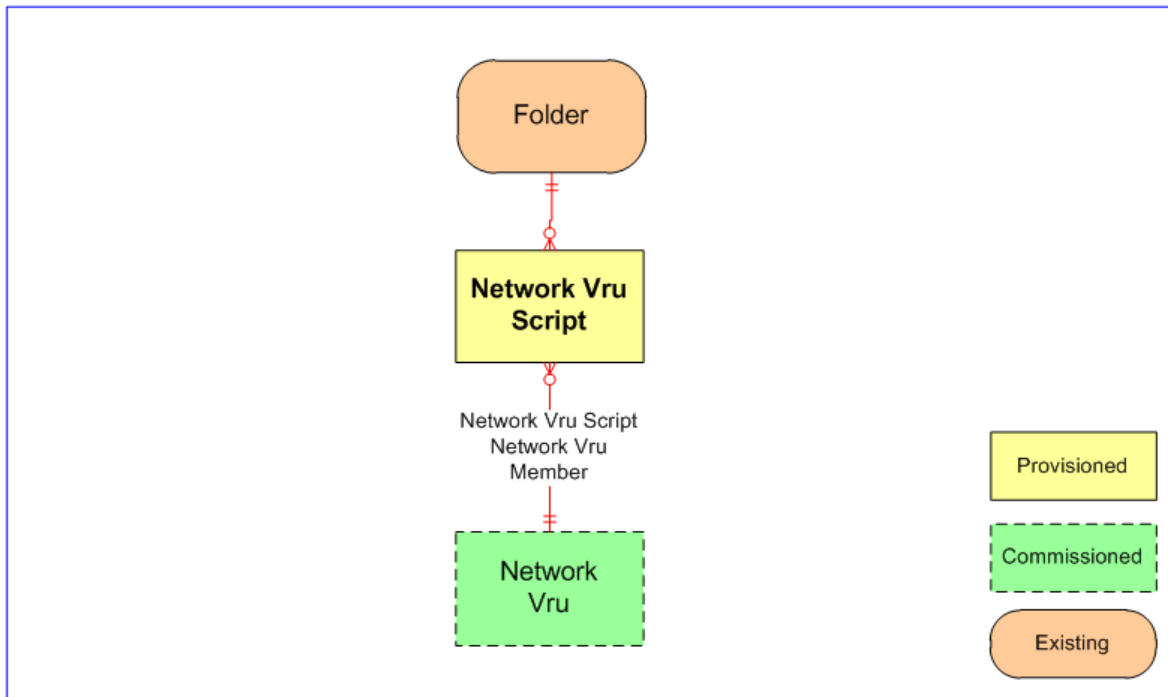 Folder
Network Vru
Script
Network Vru Script
Network Vru
Member
Network
Vru
Provisioned
Commissioned
Existing